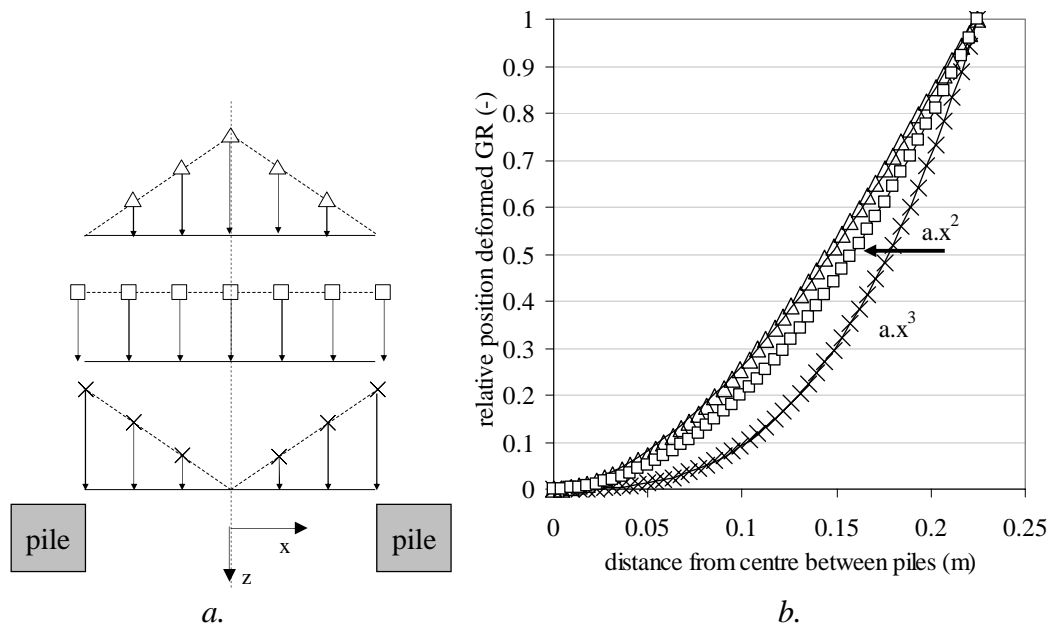 pile
pile
x
z
a.
1
0.9
0.8
0.7
0.6
0.5
0.4
0.3
0.2
0.1
0
relative position deformed GR (-)
a.x²
a.x³
0 0.05 0.1 0.15 0.2 0.25
distance from centre between piles (m)
b.